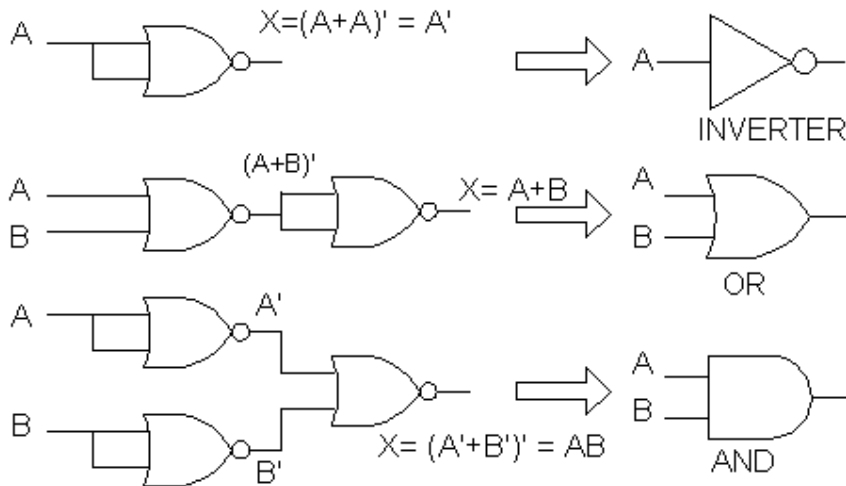 A
X=(A+A)' = A'
A
INVERTER
A
B
(A+B)'
X= A+B
A
B
OR
A
A'
B
B'
X= (A'+B')' = AB
A
B
AND